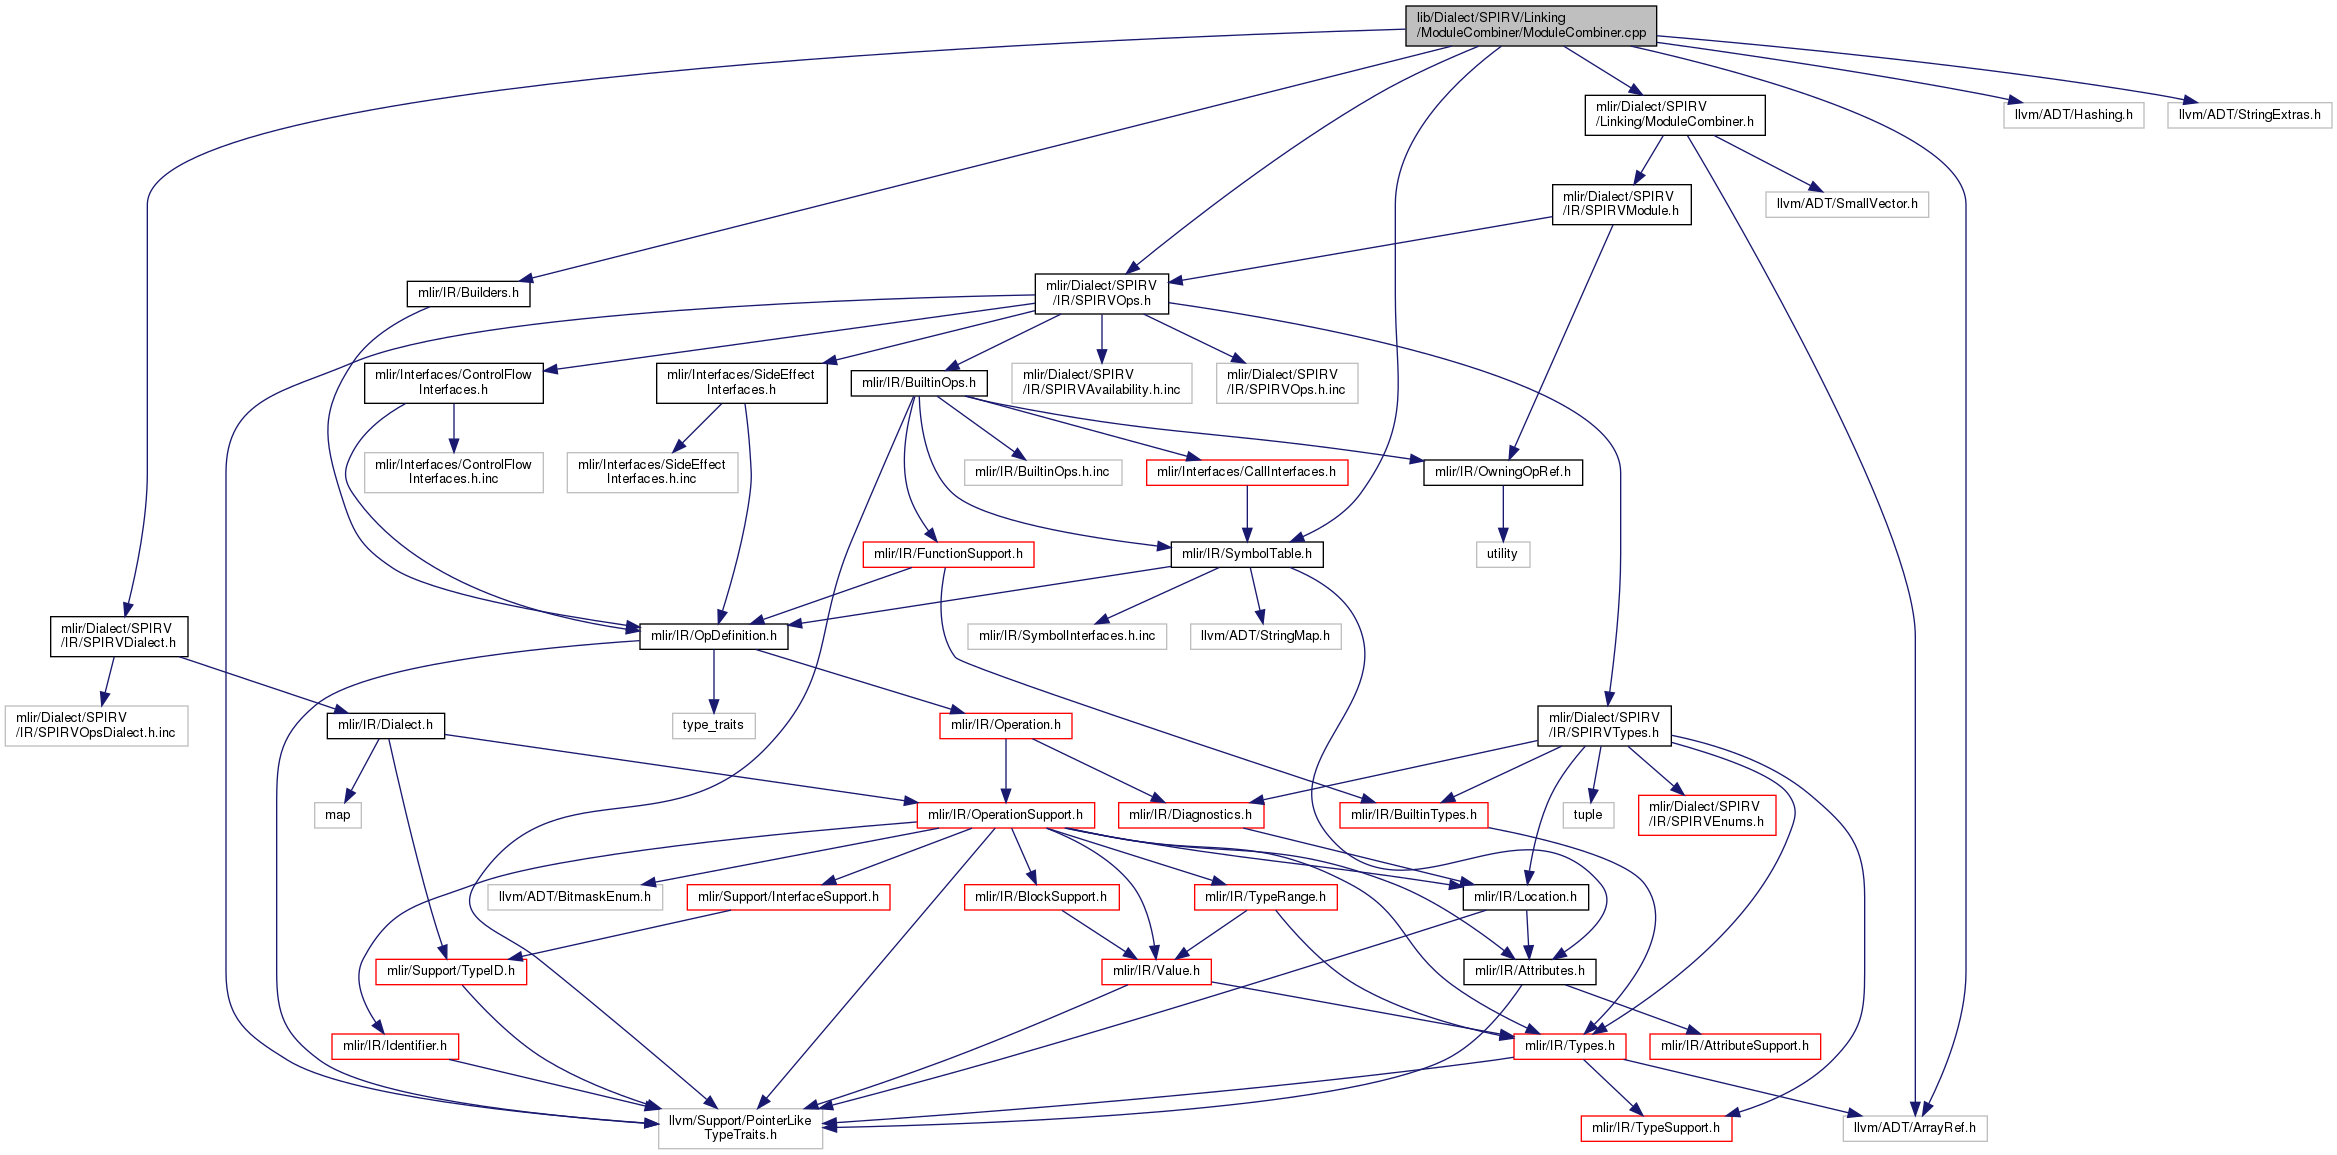 lib/Dialect/SPIRV/Linking
/ModuleCombiner/ModuleCombiner.cpp
mlir/Dialect/SPIRV
/Linking/ModuleCombiner.h
llvm/ADT/Hashing.h
llvm/ADT/StringExtras.h
mlir/Dialect/SPIRV
/IR/SPIRVModule.h
llvm/ADT/SmallVector.h
mlir/IR/Builders.h
mlir/Dialect/SPIRV
/IR/SPIRVOps.h
mlir/Interfaces/ControlFlow
Interfaces.h
mlir/Interfaces/SideEffect
Interfaces.h
mlir/IR/BuiltinOps.h
mlir/Dialect/SPIRV
/IR/SPIRVAvailability.h.inc
mlir/Dialect/SPIRV
/IR/SPIRVOps.h.inc
mlir/Interfaces/ControlFlow
Interfaces.h.inc
mlir/Interfaces/SideEffect
Interfaces.h.inc
mlir/IR/BuiltinOps.h.inc
mlir/Interfaces/CallInterfaces.h
mlir/IR/OwningOpRef.h
mlir/IR/FunctionSupport.h
mlir/IR/SymbolTable.h
utility
mlir/Dialect/SPIRV
/IR/SPIRVDialect.h
mlir/IR/OpDefinition.h
mlir/IR/SymbolInterfaces.h.inc
llvm/ADT/StringMap.h
mlir/Dialect/SPIRV
/IR/SPIRVOpsDialect.h.inc
mlir/IR/Dialect.h
type_traits
mlir/IR/Operation.h
mlir/Dialect/SPIRV
/IR/SPIRVTypes.h
map
mlir/IR/OperationSupport.h
mlir/IR/Diagnostics.h
mlir/IR/BuiltinTypes.h
tuple
mlir/Dialect/SPIRV
/IR/SPIRVEnums.h
llvm/ADT/BitmaskEnum.h
mlir/Support/InterfaceSupport.h
mlir/IR/BlockSupport.h
mlir/IR/TypeRange.h
mlir/IR/Location.h
mlir/Support/TypeID.h
mlir/IR/Value.h
mlir/IR/Attributes.h
mlir/IR/Identifier.h
mlir/IR/Types.h
mlir/IR/AttributeSupport.h
llvm/Support/PointerLike
TypeTraits.h
mlir/IR/TypeSupport.h
llvm/ADT/ArrayRef.h